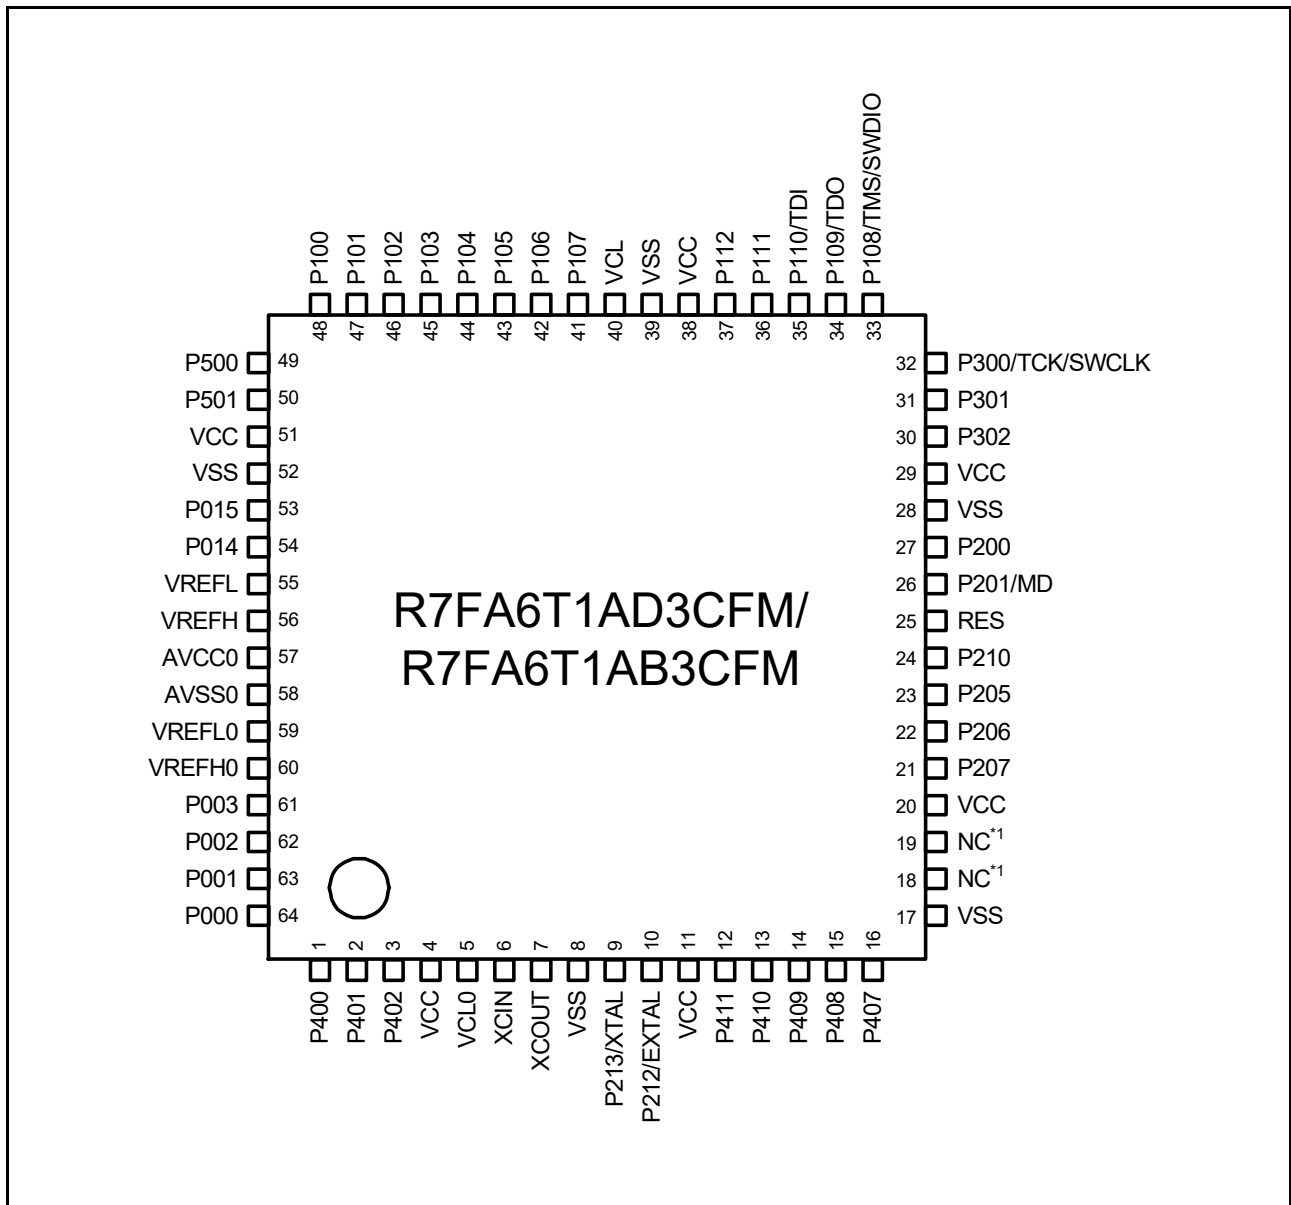 P100
P101
P102
P103
P104
P105
P106
P107
VCL
VSS
VCC
P112
P111
P110/TDI
P109/TDO
P108/TMS/SWDIO
48
47
46
45
44
43
42
41
40
39
38
37
36
35
34
33
P500 49
P501 50
VCC 51
VSS 52
P015 53
P014 54
VREFL 55
VREFH 56
AVCC0 57
AVSS0 58
VREFL0 59
VREFH0 60
P003 61
P002 62
P001 63
P000 64
R7FA6T1AD3CFM/
R7FA6T1AB3CFM
32 P300/TCK/SWCLK
31 P301
30 P302
29 VCC
28 VSS
27 P200
26 P201/MD
25 RES
24 P210
23 P205
22 P206
21 P207
20 VCC
19 NC*1
18 NC*1
17 VSS
1
2
3
4
5
6
7
8
9
10
11
12
13
14
15
16
P400
P401
P402
VCC
VCL0
XCIN
XCOUT
VSS
P213/XTAL
P212/EXTAL
VCC
P411
P410
P409
P408
P407